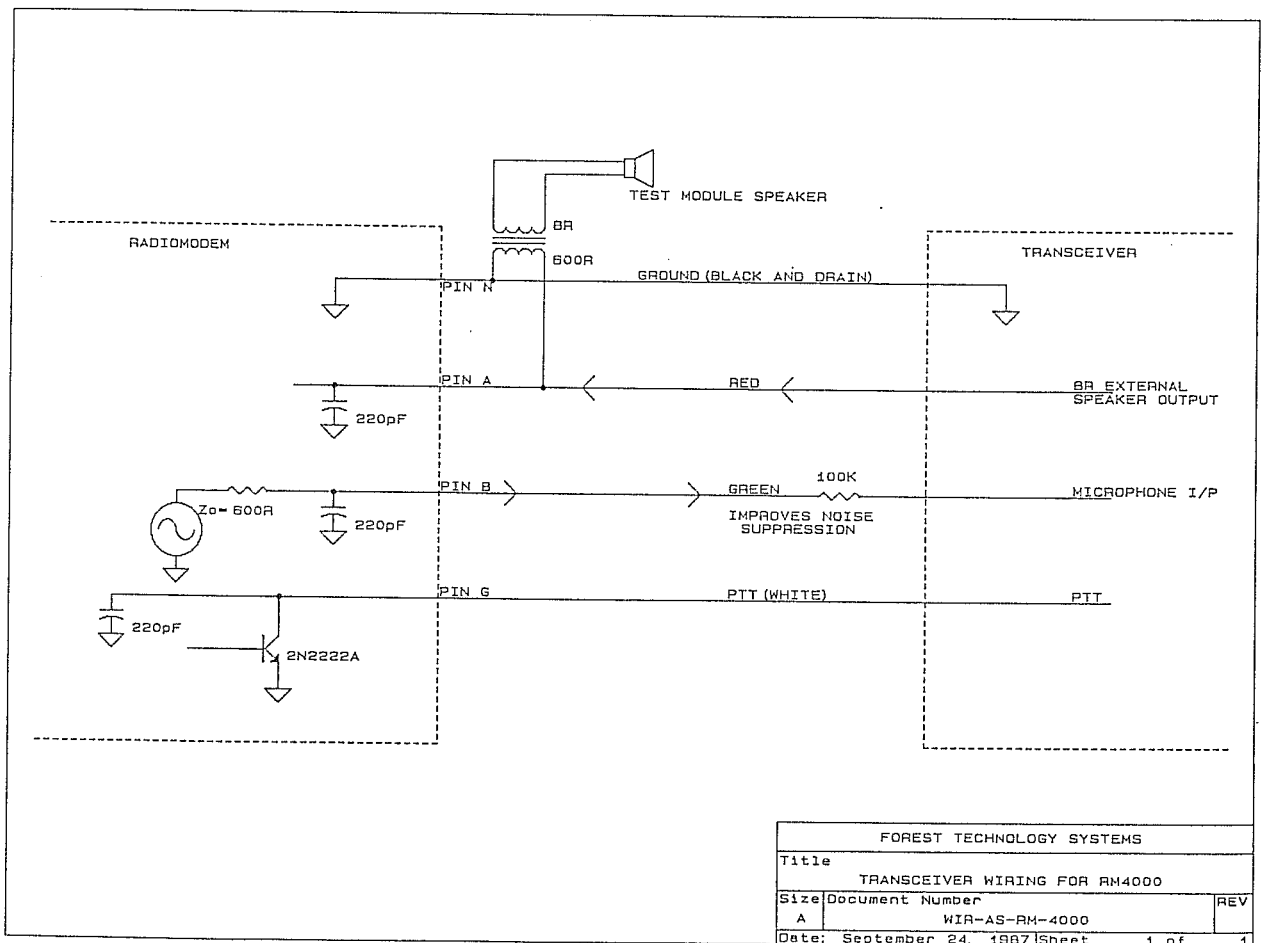 TEST MODULE SPEAKER
8R
RADIOMODEM
TRANSCEIVER
600R
GROUND (BLACK AND DRAIN)
PIN N
PIN A
RED
8R EXTERNAL
SPEAKER OUTPUT
220pF
100K
PIN B
GREEN
MICROPHONE I/P
Zo= 600R
220pF
IMPROVES NOISE
SUPPRESSION
PIN G
PTT (WHITE)
PTT
220pF
2N2222A
FOREST TECHNOLOGY SYSTEMS
Title
TRANSCEIVER WIRING FOR RM4000
Size Document Number REV
A WIR-AS-RM-4000
Date: September 24, 1987 Sheet 1 of 1